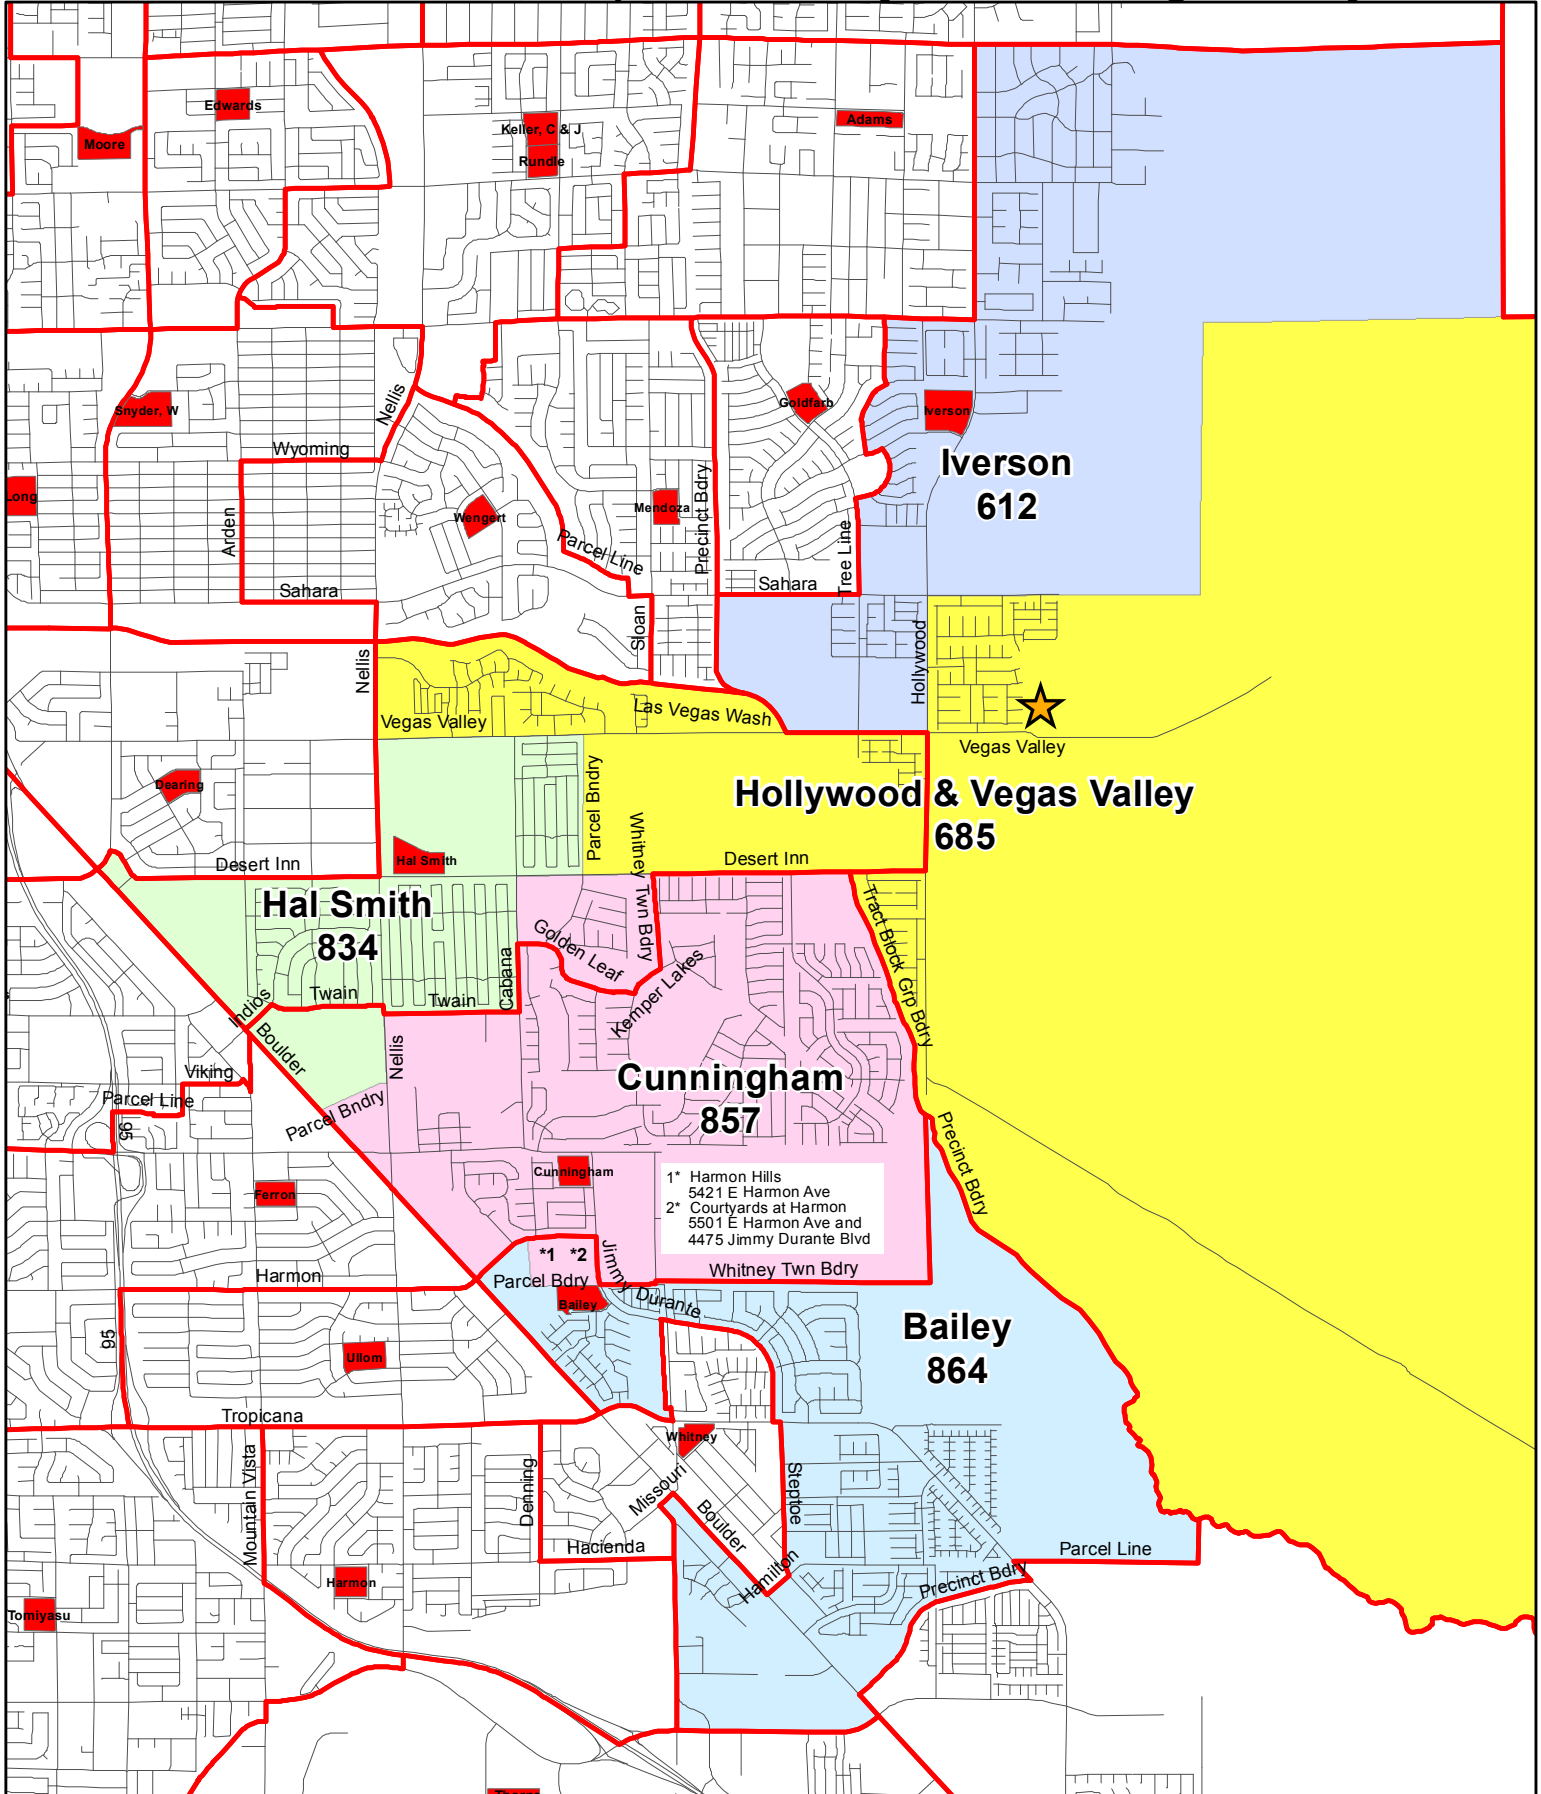 Edwards
Moore
Keller, C & J
Rundle
Adams
Snyder, W
Nellis
Goldfarb
Iverson
Wyoming
Iverson
612
Long
Arden
Wengert
Mendoza
Precinct Bdry
Parcel Line
Tree Line
Sahara
Sahara
Sloan
Nellis
Hollywood
Las Vegas Wash
Vegas Valley
Vegas Valley
Dearing
Parcel Bndry
Hollywood & Vegas Valley
685
Whitney Twn Bdry
Hal Smith
Desert Inn
Desert Inn
Hal Smith
834
Golden Leaf
Tract Block Grp Bdry
Cabana
Kemper Lakes
Twain
Twain
Indios
Boulder
Nellis
Viking
Parcel Line
Parcel Bndry
95
Cunningham
857
Precinct Bdry
Cunningham
Ferron
1* Harmon Hills
5421 E Harmon Ave
2* Courtyards at Harmon
5501 E Harmon Ave and
4475 Jimmy Durante Blvd
*1 *2
Harmon
Parcel Bdry
Jimmy Durante
Whitney Twn Bdry
Bailey
Bailey
864
95
Ullom
Tropicana
Whitney
Mountain Vista
Denning
Missouri
Boulder
Steptoe
Hacienda
Hamilton
Parcel Line
Precinct Bdry
Harmon
Tomiyasu